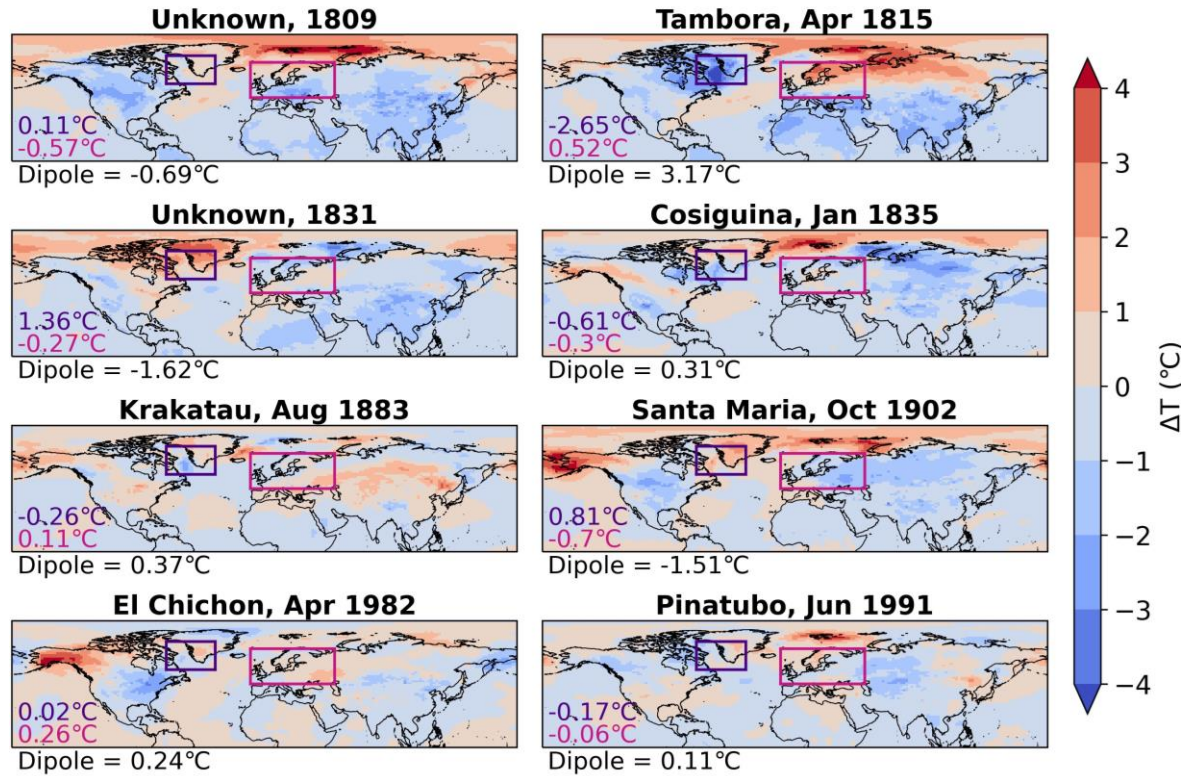 Unknown, 1809
0.11°C
-0.57°C
Dipole = -0.69°C
Tambora, Apr 1815
-2.65°C
0.52°C
Dipole = 3.17°C
Unknown, 1831
1.36°C
-0.27°C
Dipole = -1.62°C
Cosiguina, Jan 1835
-0.61°C
-0.3°C
Dipole = 0.31°C
Krakatau, Aug 1883
-0.26°C
0.11°C
Dipole = 0.37°C
Santa Maria, Oct 1902
0.81°C
-0.7°C
Dipole = -1.51°C
El Chichon, Apr 1982
0.02°C
0.26°C
Dipole = 0.24°C
Pinatubo, Jun 1991
-0.17°C
-0.06°C
Dipole = 0.11°C
4
3
2
1
0
−1
−2
−3
−4
ΔT (°C)